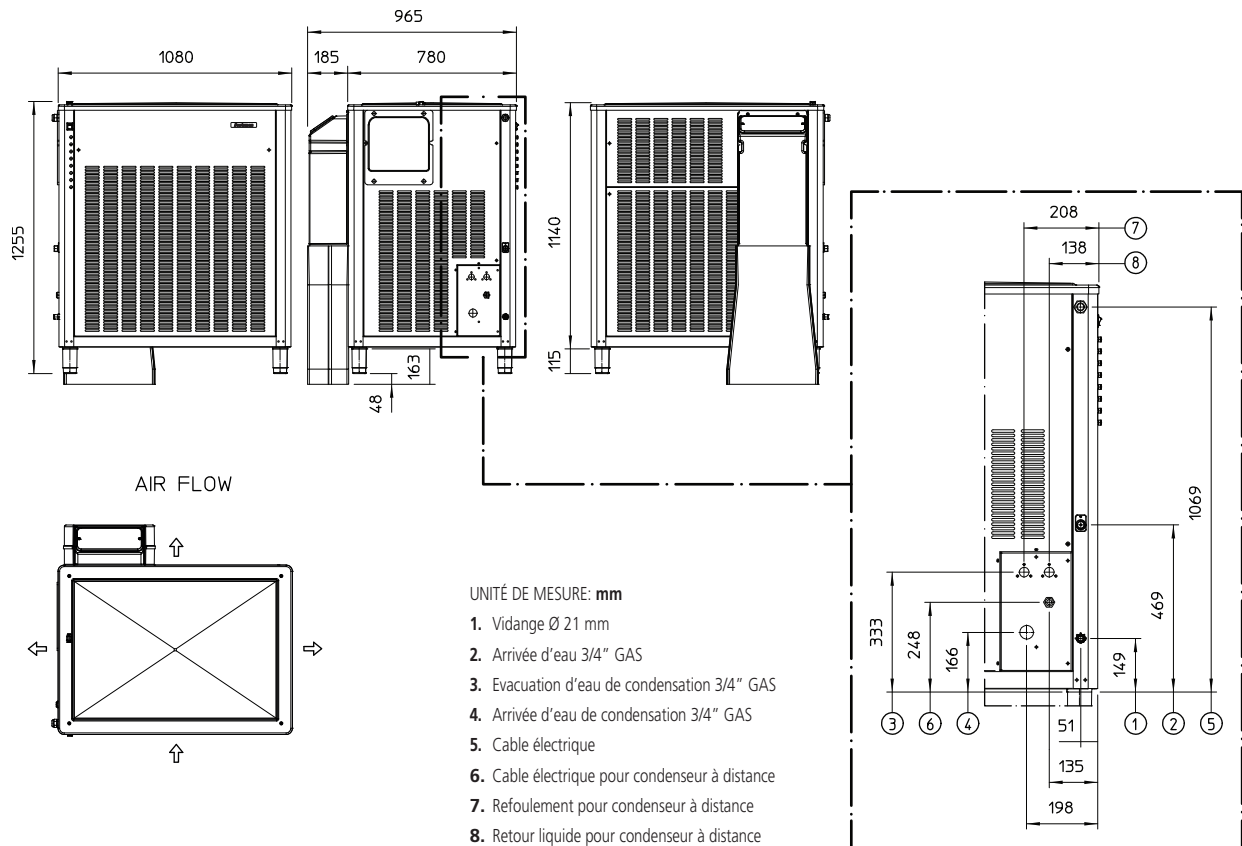 965
1080
185
780
1255
1140
115
163
48
208
7
138
8
1069
469
333
248
166
149
3
6
4
51
1
2
5
135
198
AIR FLOW
UNITÉ DE MESURE: mm
1. Vidange Ø 21 mm
2. Arrivée d'eau 3/4" GAS
3. Evacuation d'eau de condensation 3/4" GAS
4. Arrivée d'eau de condensation 3/4" GAS
5. Cable électrique
6. Cable électrique pour condenseur à distance
7. Refoulement pour condenseur à distance
8. Retour liquide pour condenseur à distance